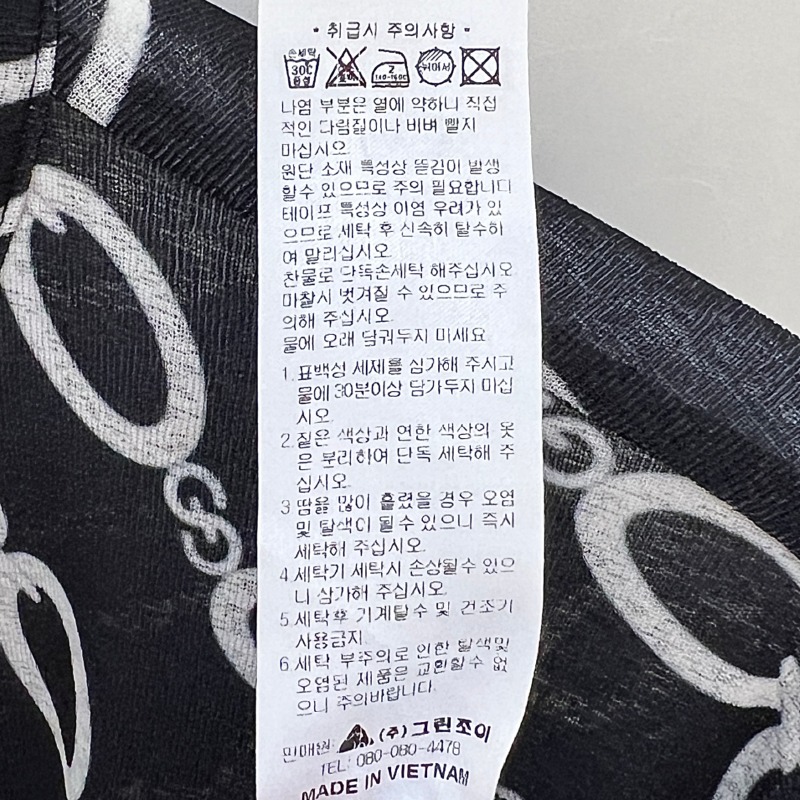 • 취급시 주의사항 •
손세탁 30℃ 중성
2 140~160℃
뉘어서
나염 부분은 열에 약하니 직접
적인 다림질이나 비벼 빨지
마십시오.
원단 소재 특성상 뜯김이 발생
할수 있으므로 주의 필요합니다
테이프 특성상 이염 우려가 있
으므로 세탁 후 신속히 탈수하
여 말리십시오.
찬물로 단독손세탁 해주십시오
마찰시 벗겨질 수 있으므로 주
의해 주십시오.
물에 오래 담궈두지 마세요.
1.표백성 세제를 삼가해 주시고
물에 30분이상 담가두지 마십
시오.
2.짙은 색상과 연한 색상의 옷
은 분리하여 단독 세탁해 주
십시오.
3.땀을 많이 흘렸을 경우 오염
및 탈색이 될수 있으니 즉시
세탁해 주십시오.
4.세탁기 세탁시 손상될수 있으
니 삼가해 주십시오.
5.세탁후 기계탈수 및 건조기
사용금지.
6.세탁 부주의로 인한 탈색및
오염된 제품은 교환할수 없
으니 주의바랍니다.
판매원: (주)그린조이
TEL: 080-080-4478
MADE IN VIETNAM